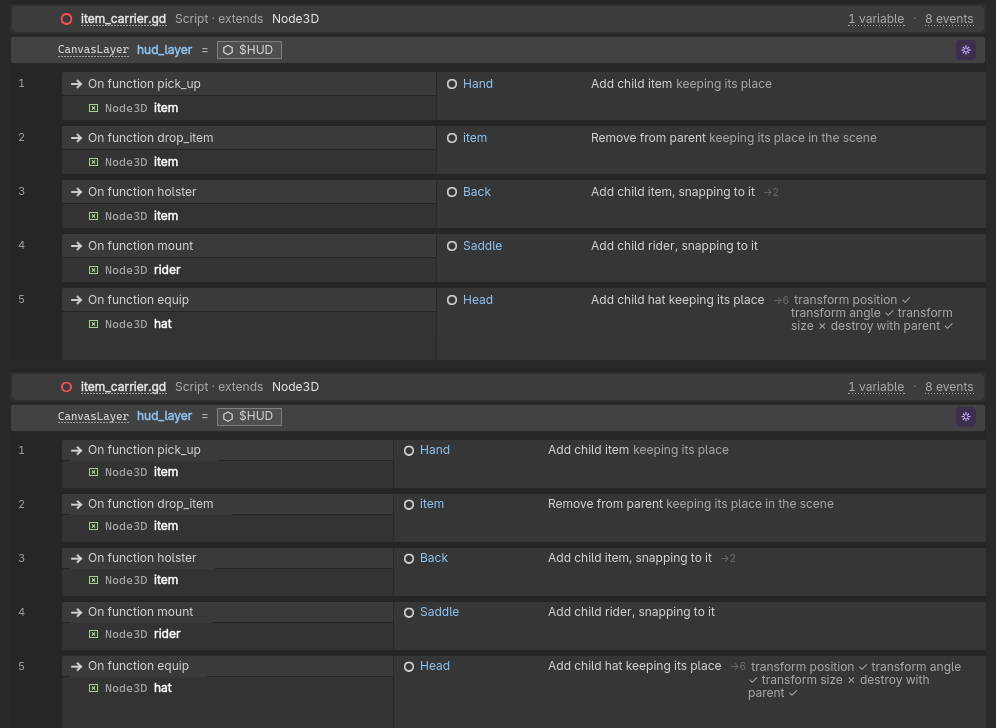 item_carrier.gd Script · extends Node3D 1 variable · 8 events
CanvasLayer hud_layer = $HUD
1 → On function pick_up Hand Add child item keeping its place
Node3D item
2 → On function drop_item item Remove from parent keeping its place in the scene
Node3D item
3 → On function holster Back Add child item, snapping to it →2
Node3D item
4 → On function mount Saddle Add child rider, snapping to it
Node3D rider
5 → On function equip Head Add child hat keeping its place →6 transform position ✓
transform angle ✓ transform
Node3D hat size × destroy with parent ✓
item_carrier.gd Script · extends Node3D 1 variable · 8 events
CanvasLayer hud_layer = $HUD
1 → On function pick_up Hand Add child item keeping its place
Node3D item
2 → On function drop_item item Remove from parent keeping its place in the scene
Node3D item
3 → On function holster Back Add child item, snapping to it →2
Node3D item
4 → On function mount Saddle Add child rider, snapping to it
Node3D rider
5 → On function equip Head Add child hat keeping its place →6 transform position ✓ transform angle
✓ transform size × destroy with
Node3D hat parent ✓